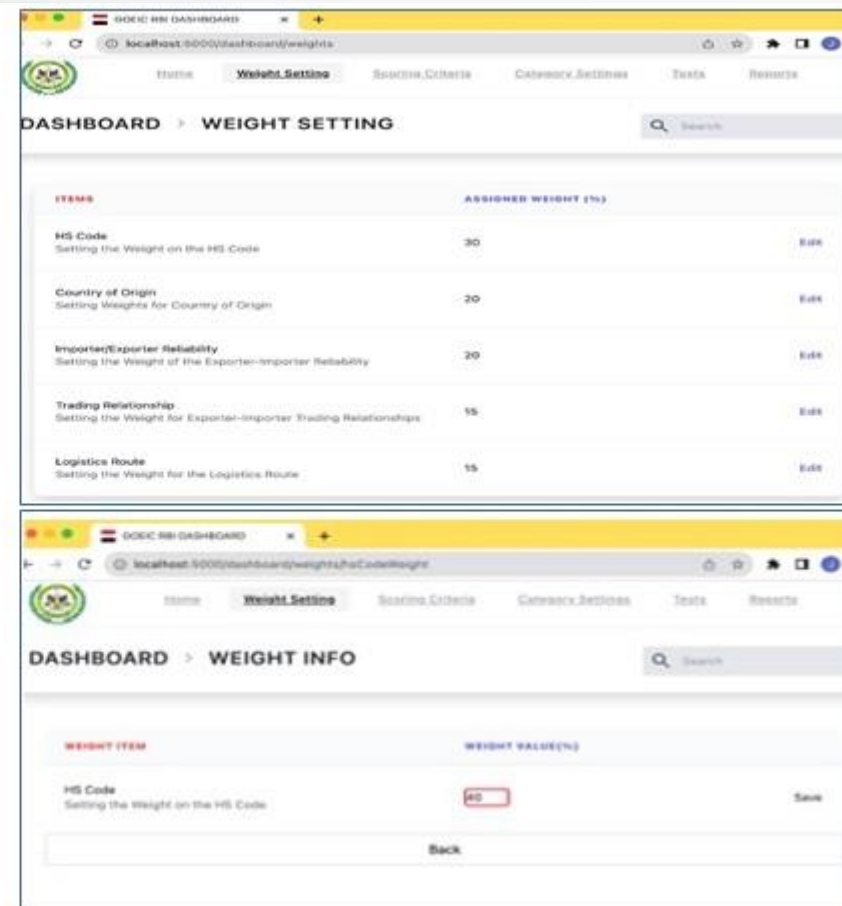 GOEIC RBI DASHBOARD
localhost:5000/dashboard/weights
Home Weight Setting Scoring Criteria Category Settings Tests Reports
DASHBOARD > WEIGHT SETTING
Search
ITEMS ASSIGNED WEIGHT (%)
HS Code
Setting the Weight on the HS Code
30 Edit
Country of Origin
Setting Weights for Country of Origin
20 Edit
Importer/Exporter Reliability
Setting the Weight of the Exporter-Importer Reliability
20 Edit
Trading Relationship
Setting the Weight for Exporter-Importer Trading Relationships
15 Edit
Logistics Route
Setting the Weight for the Logistics Route
15 Edit
GOEIC RBI DASHBOARD
localhost:5000/dashboard/weights/hsCodeWeight
Home Weight Setting Scoring Criteria Category Settings Tests Reports
DASHBOARD > WEIGHT INFO
Search
WEIGHT ITEM WEIGHT VALUE(%)
HS Code
Setting the Weight on the HS Code
40 Save
Back